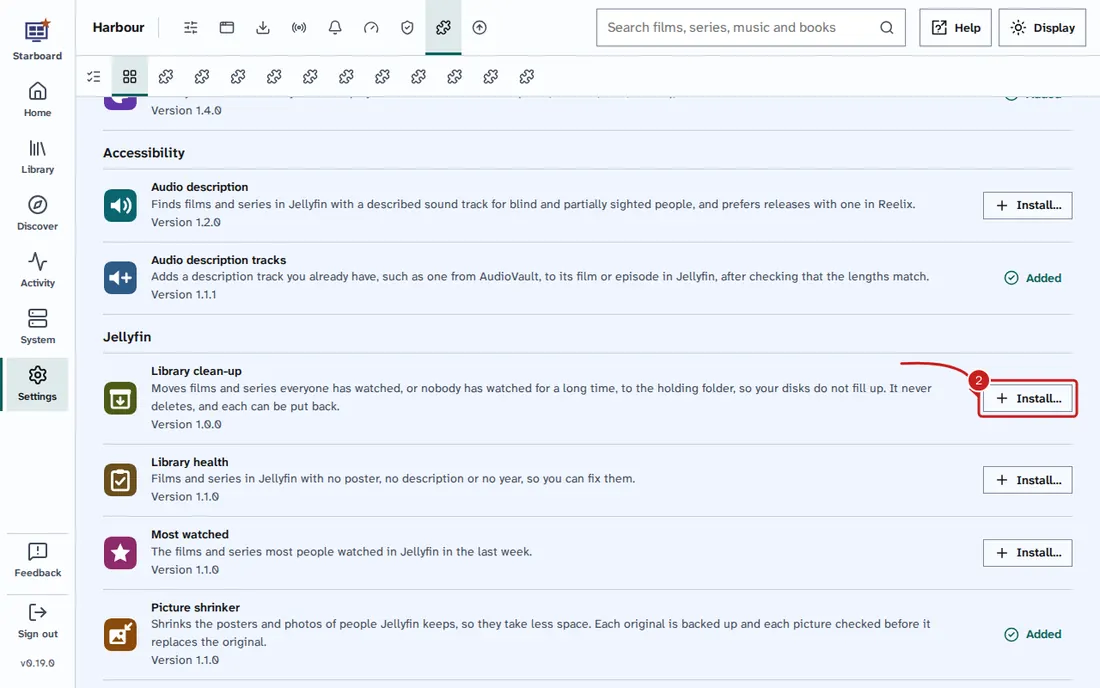 Starboard
Home
Library
Discover
Activity
System
Settings
Feedback
Sign out
v0.19.0
Harbour
Search films, series, music and books
Help
Display
Version 1.4.0
Accessibility
Audio description
Finds films and series in Jellyfin with a described sound track for blind and partially sighted people, and prefers releases with one in Reelix.
Version 1.2.0
Install...
Audio description tracks
Adds a description track you already have, such as one from AudioVault, to its film or episode in Jellyfin, after checking that the lengths match.
Version 1.1.1
Added
Jellyfin
Library clean-up
Moves films and series everyone has watched, or nobody has watched for a long time, to the holding folder, so your disks do not fill up. It never
deletes, and each can be put back.
Version 1.0.0
2
Install...
Library health
Films and series in Jellyfin with no poster, no description or no year, so you can fix them.
Version 1.1.0
Install...
Most watched
The films and series most people watched in Jellyfin in the last week.
Version 1.1.0
Install...
Picture shrinker
Shrinks the posters and photos of people Jellyfin keeps, so they take less space. Each original is backed up and each picture checked before it
replaces the original.
Version 1.1.0
Added